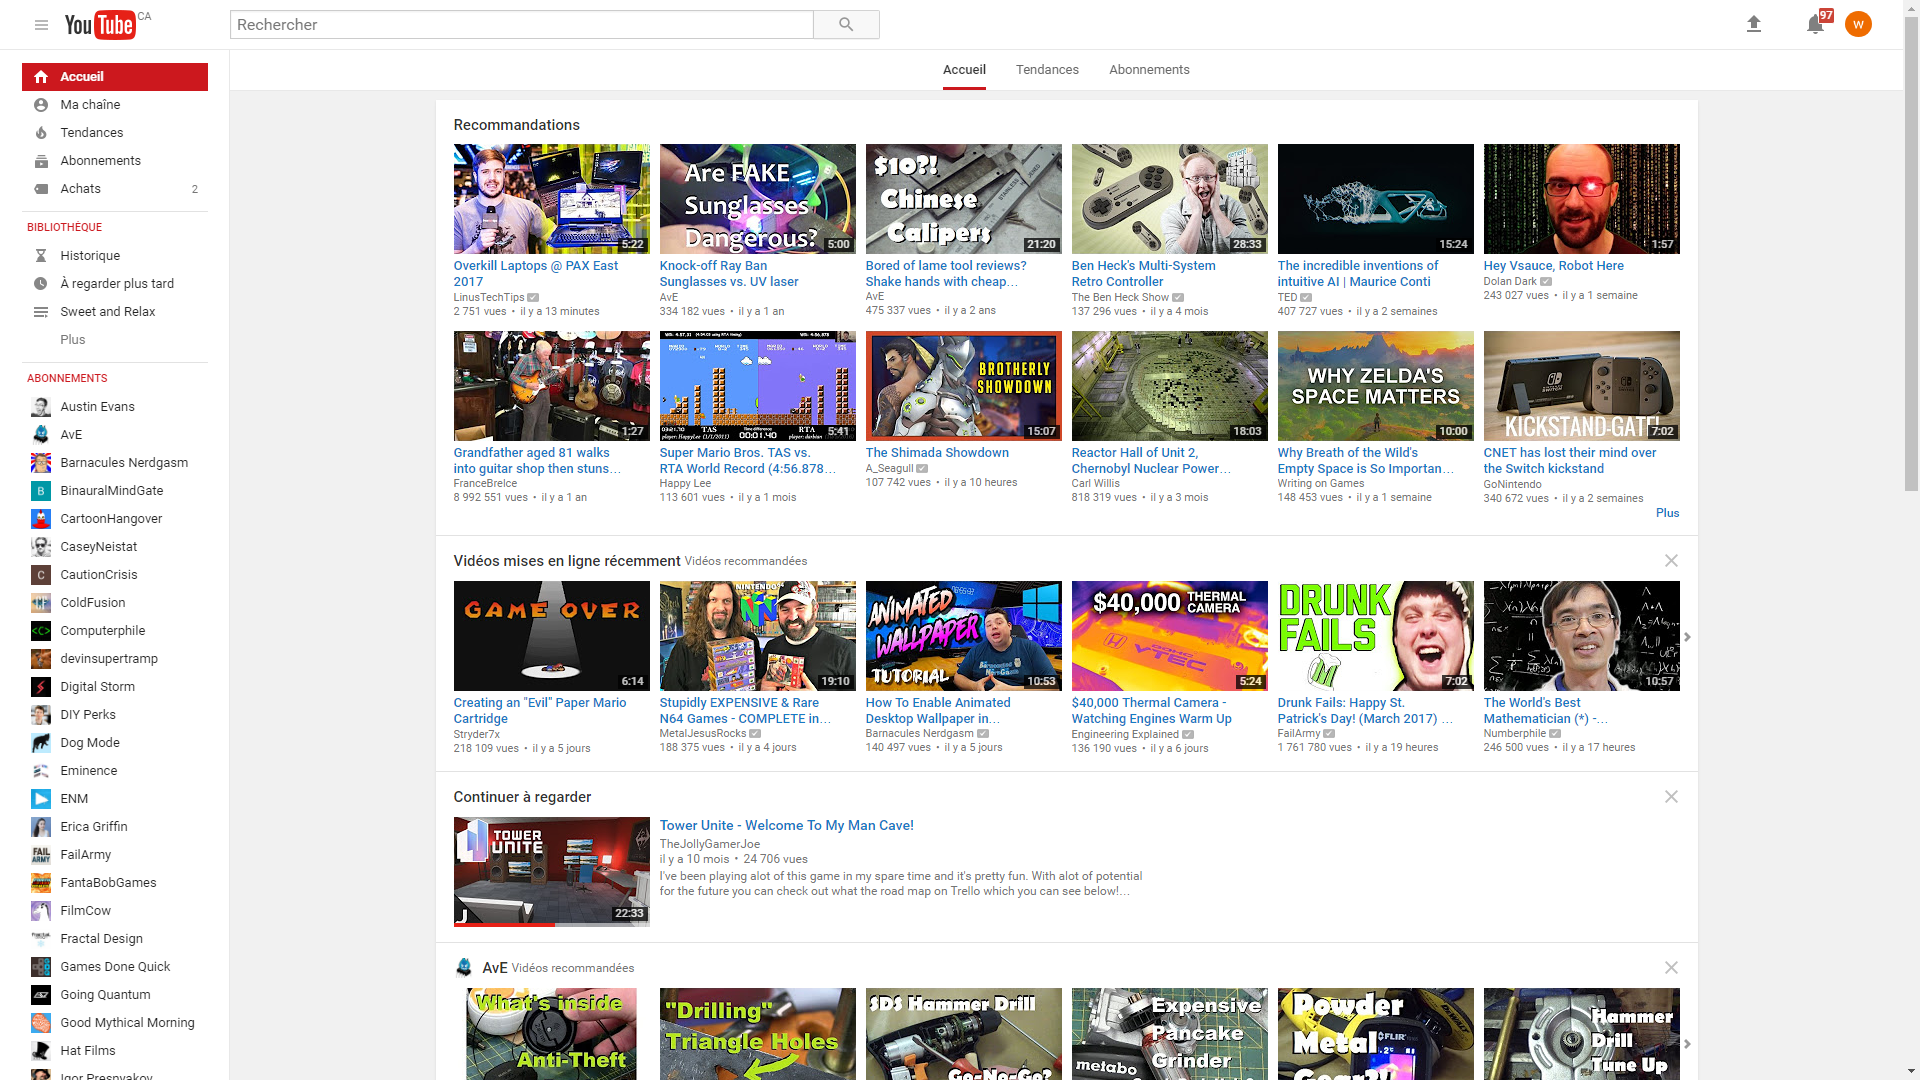 YouTube CA
Rechercher
97
w
Accueil
Ma chaîne
Tendances
Abonnements
Achats 2
BIBLIOTHÈQUE
Historique
À regarder plus tard
Sweet and Relax
Plus
ABONNEMENTS
Austin Evans
AvE
Barnacules Nerdgasm
BinauralMindGate
CartoonHangover
CaseyNeistat
CautionCrisis
ColdFusion
Computerphile
devinsupertramp
Digital Storm
DIY Perks
Dog Mode
Eminence
ENM
Erica Griffin
FailArmy
FantaBobGames
FilmCow
Fractal Design
Games Done Quick
Going Quantum
Good Mythical Morning
Hat Films
Igor Presnyakov
Accueil Tendances Abonnements
Recommandations
5:22
Overkill Laptops @ PAX East
2017
LinusTechTips
2 751 vues • il y a 13 minutes
Are FAKE
Sunglasses
Dangerous?
5:00
Knock-off Ray Ban
Sunglasses vs. UV laser
AvE
334 182 vues • il y a 1 an
$10?!
Chinese
Calipers
21:20
Bored of lame tool reviews?
Shake hands with cheap...
AvE
475 337 vues • il y a 2 ans
28:33
Ben Heck's Multi-System
Retro Controller
The Ben Heck Show
137 296 vues • il y a 4 mois
15:24
The incredible inventions of
intuitive AI | Maurice Conti
TED
407 727 vues • il y a 2 semaines
1:57
Hey Vsauce, Robot Here
Dolan Dark
243 027 vues • il y a 1 semaine
1:27
Grandfather aged 81 walks
into guitar shop then stuns...
FranceBrelce
8 992 551 vues • il y a 1 an
TAS
RTA
00:01.40
5:41
Super Mario Bros. TAS vs.
RTA World Record (4:56.878...
Happy Lee
113 601 vues • il y a 1 mois
BROTHERLY
SHOWDOWN
15:07
The Shimada Showdown
A_Seagull
107 742 vues • il y a 10 heures
18:03
Reactor Hall of Unit 2,
Chernobyl Nuclear Power...
Carl Willis
818 319 vues • il y a 3 mois
WHY ZELDA'S
SPACE MATTERS
10:00
Why Breath of the Wild's
Empty Space is So Importan...
Writing on Games
148 453 vues • il y a 1 semaine
KICKSTAND-GATE!
7:02
CNET has lost their mind over
the Switch kickstand
GoNintendo
340 672 vues • il y a 2 semaines
Plus
Vidéos mises en ligne récemment Vidéos recommandées
GAME OVER
6:14
Creating an "Evil" Paper Mario
Cartridge
Stryder7x
218 109 vues • il y a 5 jours
NINTENDO
19:10
Stupidly EXPENSIVE & Rare
N64 Games - COMPLETE in...
MetalJesusRocks
188 375 vues • il y a 4 jours
ANIMATED
WALLPAPER
TUTORIAL
10:53
How To Enable Animated
Desktop Wallpaper in...
Barnacules Nerdgasm
140 497 vues • il y a 5 jours
$40,000 THERMAL
CAMERA
DOHC
VTEC
5:24
$40,000 Thermal Camera -
Watching Engines Warm Up
Engineering Explained
136 190 vues • il y a 6 jours
DRUNK
FAILS
7:02
Drunk Fails: Happy St.
Patrick's Day! (March 2017) ...
FailArmy
1 761 780 vues • il y a 19 heures
10:57
The World's Best
Mathematician (*) -...
Numberphile
246 500 vues • il y a 17 heures
Continuer à regarder
TOWER
UNITE
22:33
Tower Unite - Welcome To My Man Cave!
TheJollyGamerJoe
il y a 10 mois • 24 706 vues
I've been playing alot of this game in my spare time and it's pretty fun. With alot of potential
for the future you can check out what the road map on Trello which you can see below!...
AvE Vidéos recommandées
What's inside
Anti-Theft
"Drilling"
Triangle Holes
SDS Hammer Drill
Go-No-Go?
Expensive
Pancake
Grinder
metabo
Powder
Metal
Gear?!
FLIR
Hammer
Drill
Tune Up